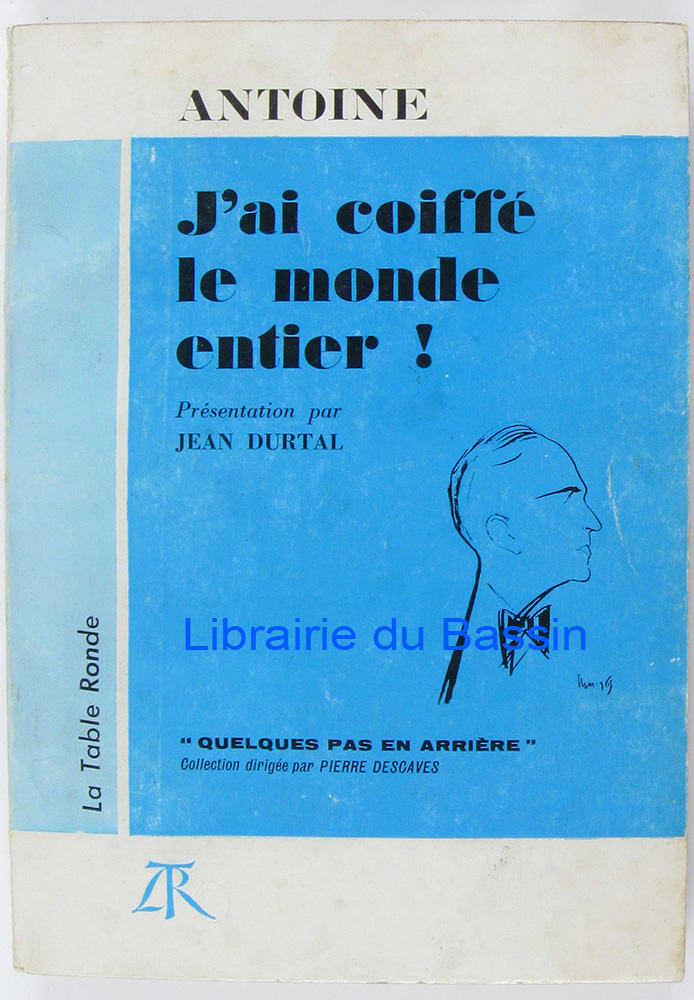 ANTOINE
J'ai coiffé
le monde
entier !
Présentation par
JEAN DURTAL
Librairie du Bassin
La Table Ronde
"QUELQUES PAS EN ARRIÈRE"
Collection dirigée par PIERRE DESCAVES
LTR